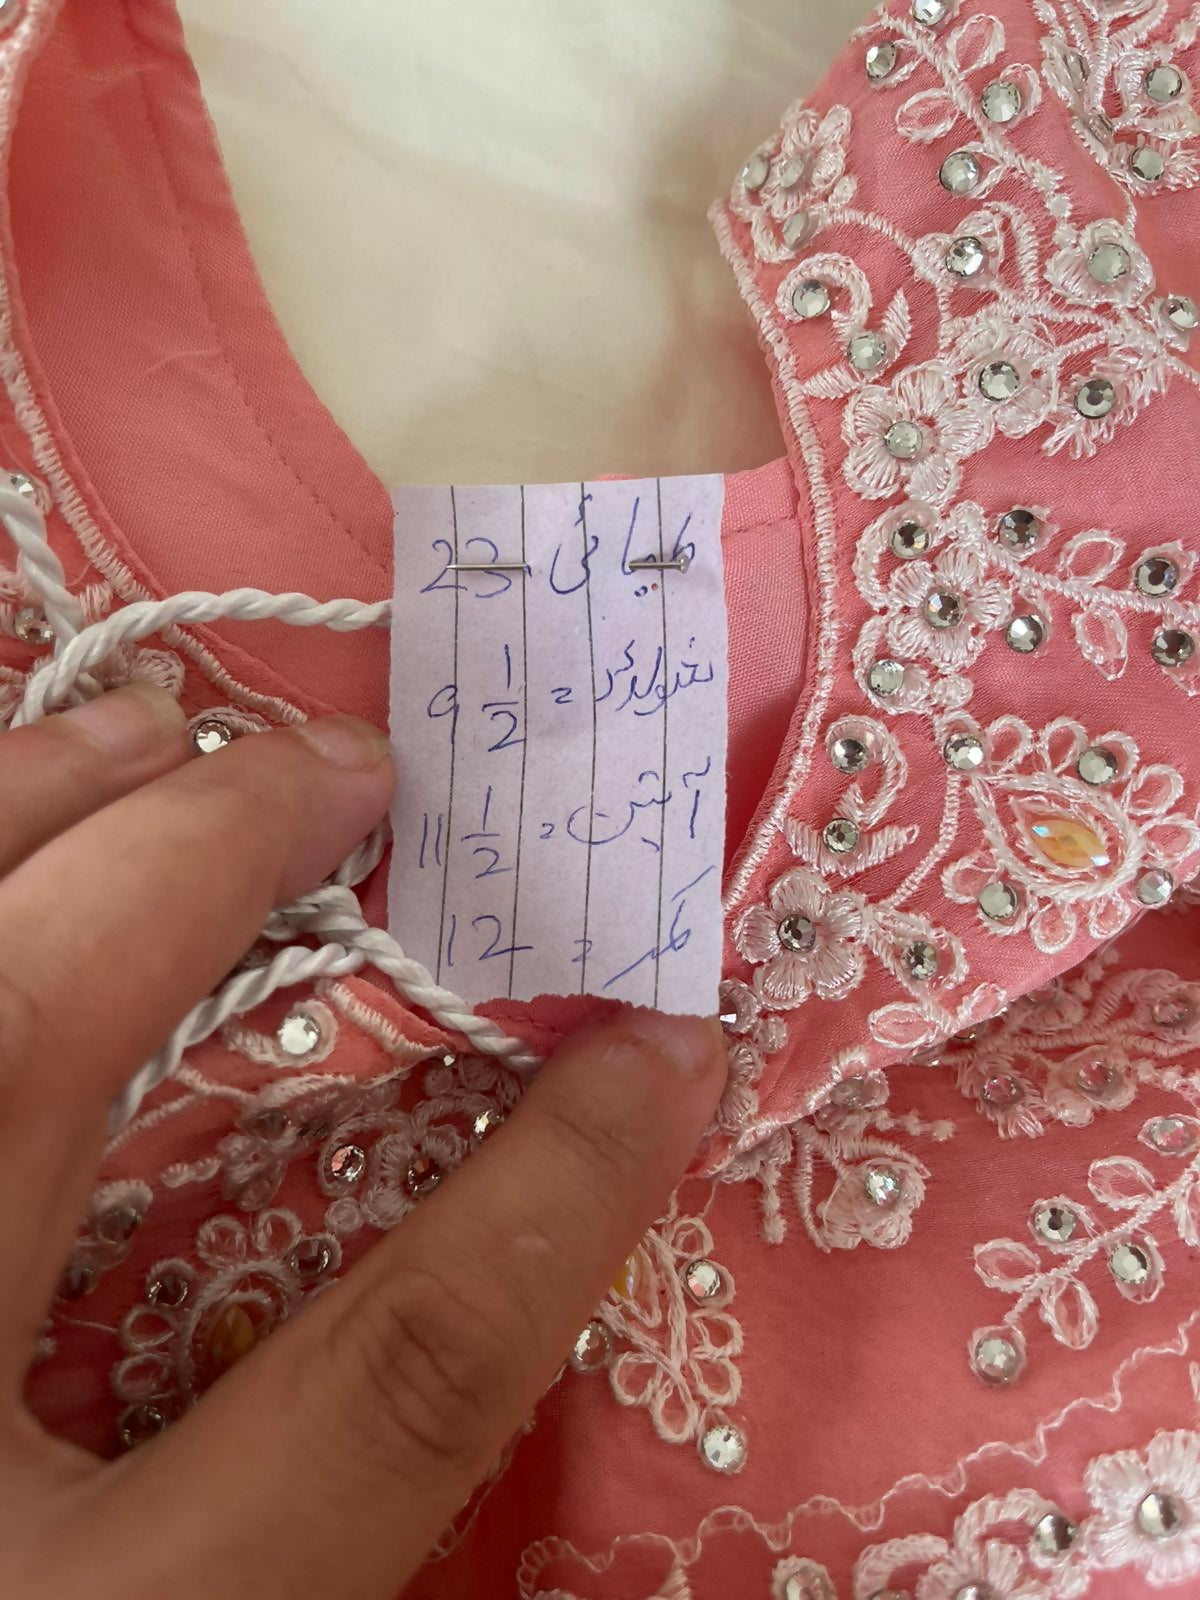 لمبائی 23
شولڈر = 9 1/2
آستین = 11 1/2
کمر = 12